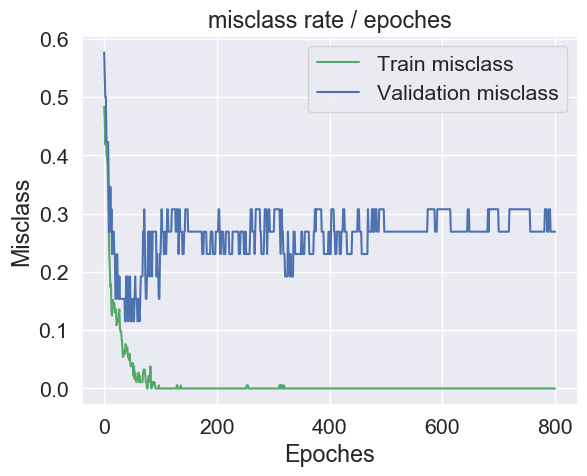 misclass rate / epoches
Train misclass
Validation misclass
Misclass
0.6
0.5
0.4
0.3
0.2
0.1
0.0
0 200 400 600 800
Epoches